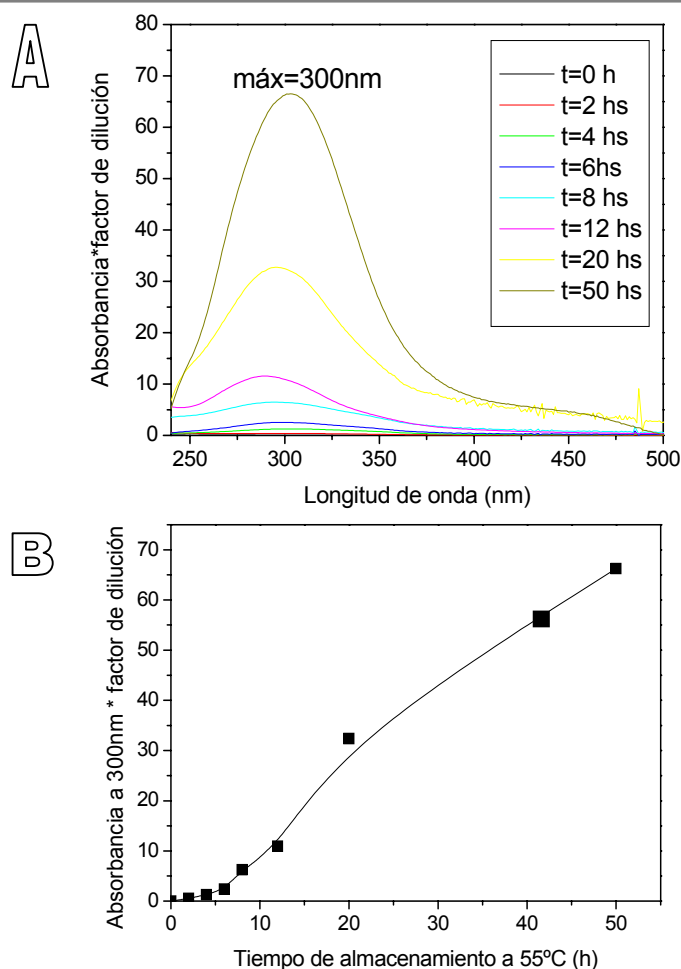 A
Absorbancia*factor de dilución
80
70
60
50
40
30
20
10
0
máx=300nm
t=0 h
t=2 hs
t=4 hs
t=6hs
t=8 hs
t=12 hs
t=20 hs
t=50 hs
250 300 350 400 450 500
Longitud de onda (nm)
B
Absorbancia a 300nm * factor de dilución
70
60
50
40
30
20
10
0
0 10 20 30 40 50
Tiempo de almacenamiento a 55ºC (h)